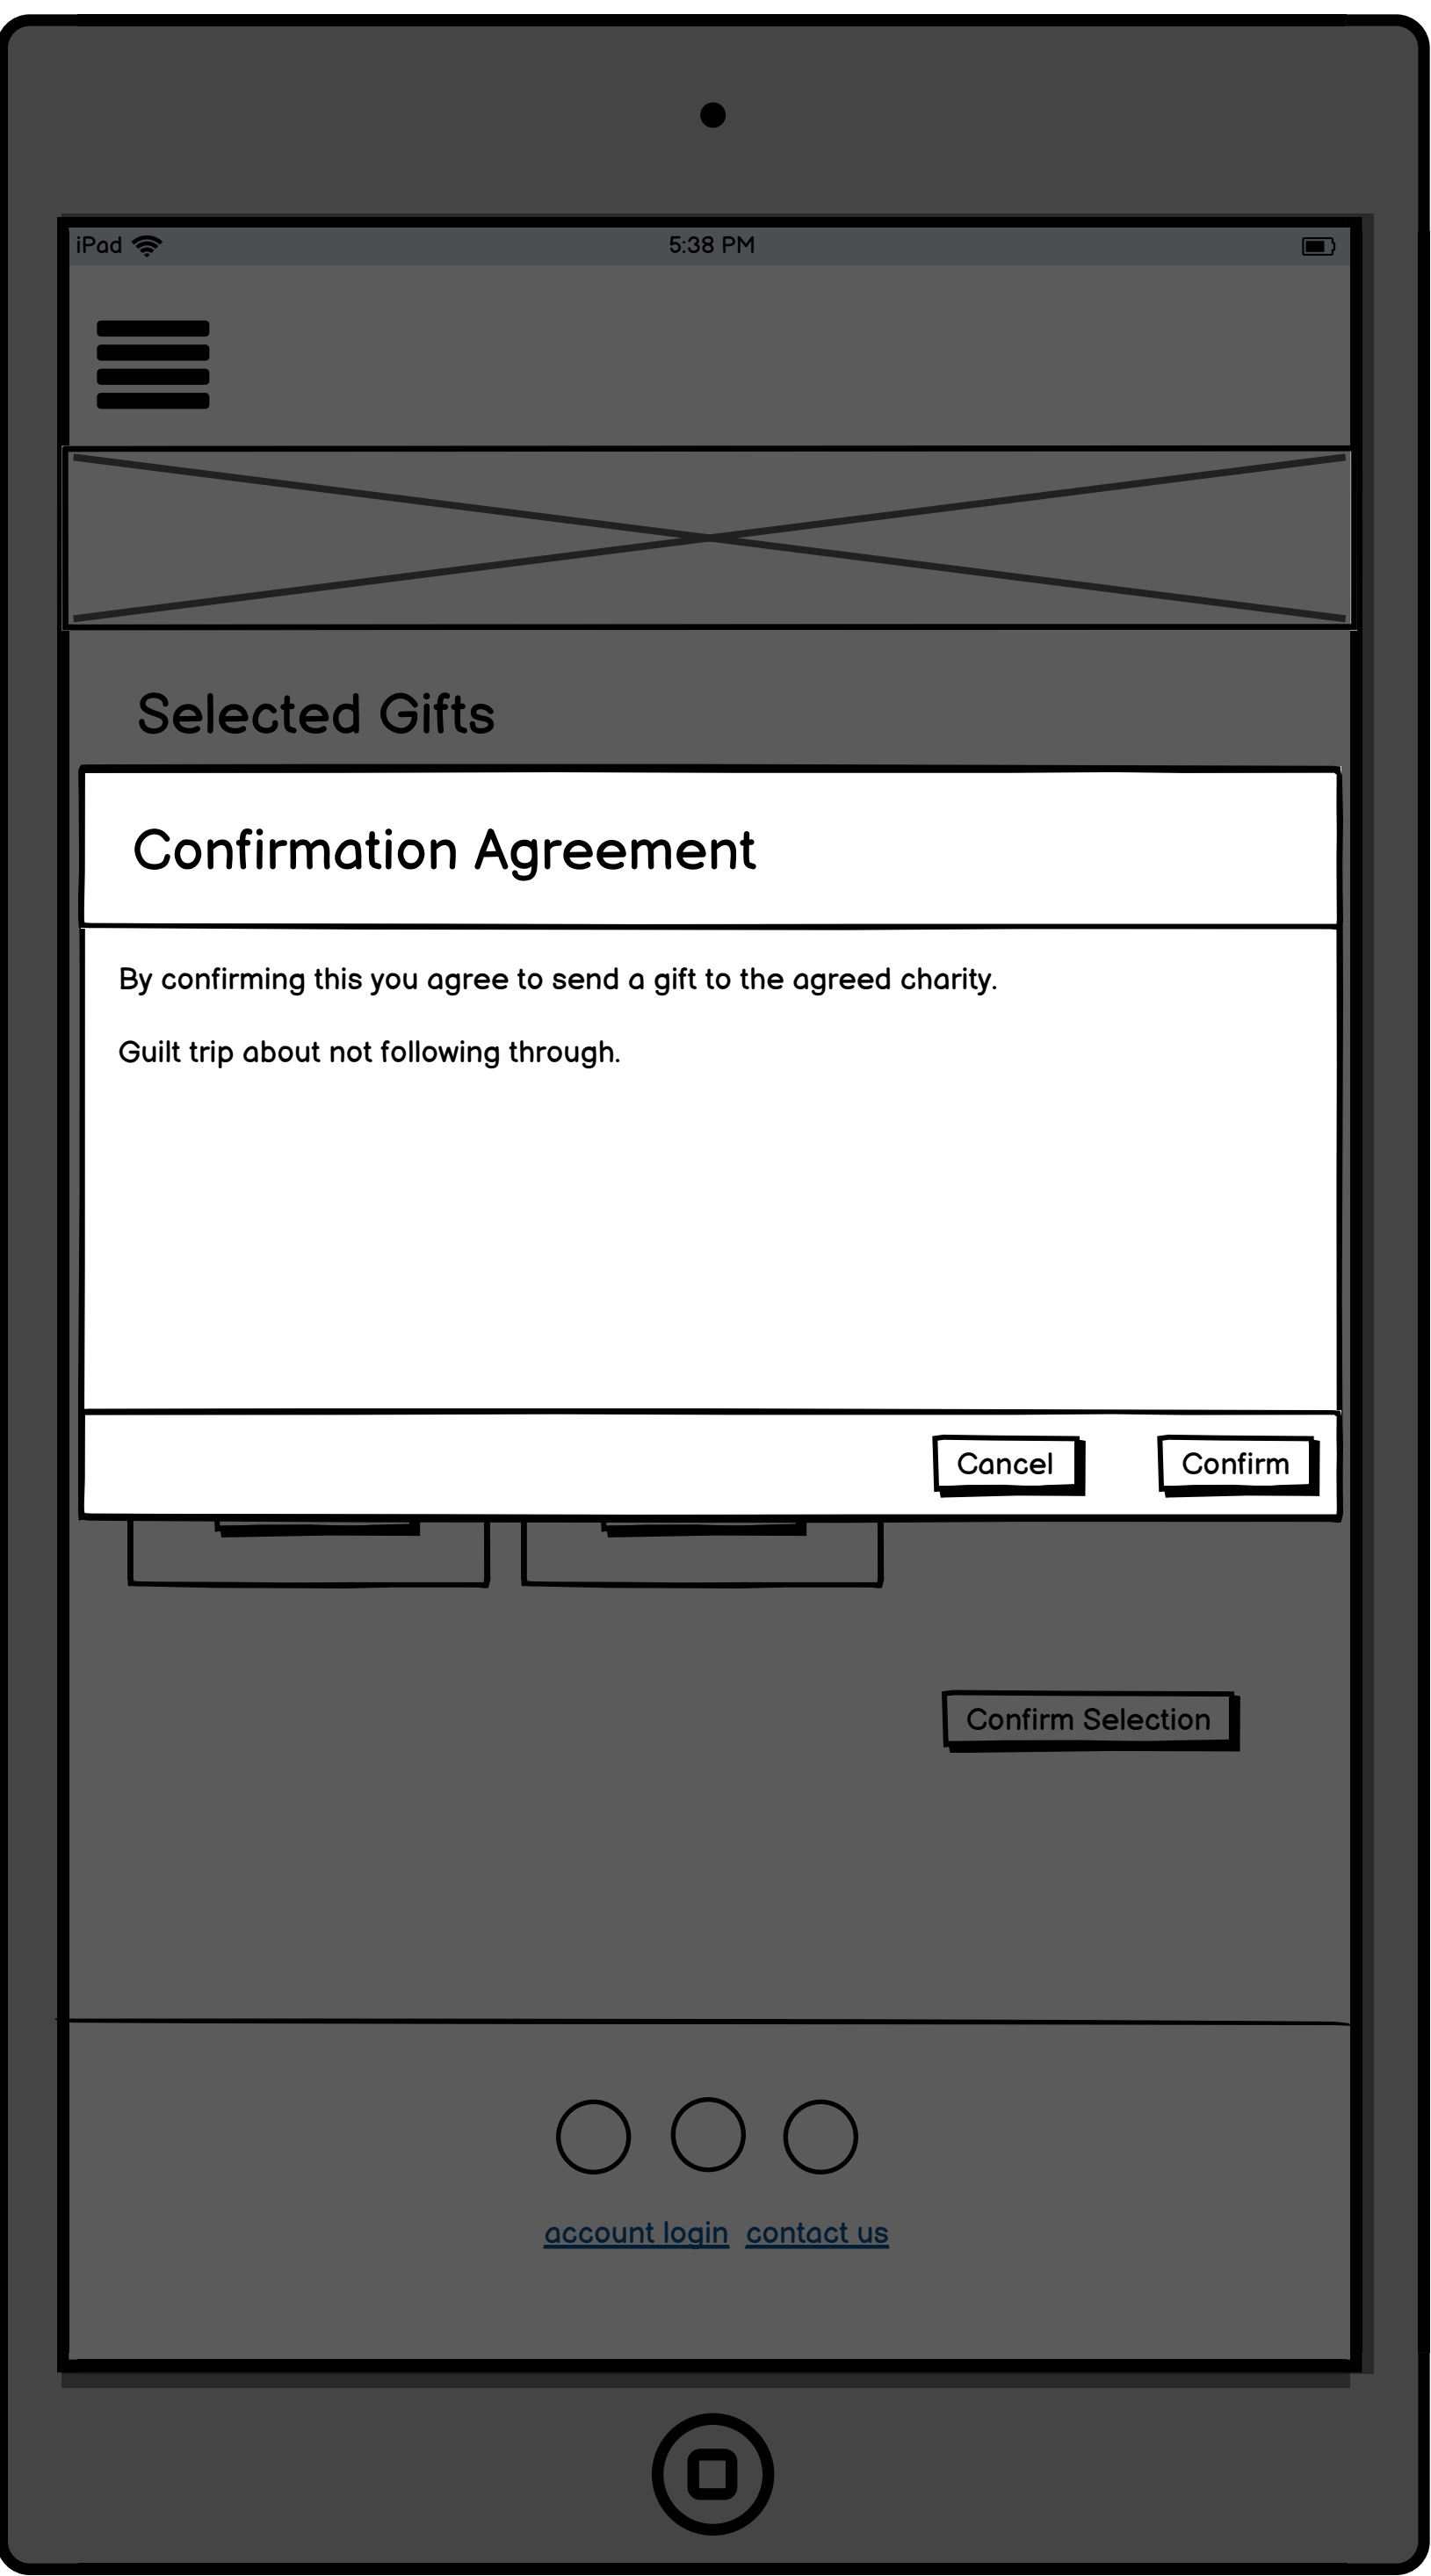 iPad
5:38 PM
Selected Gifts
Confirmation Agreement
By confirming this you agree to send a gift to the agreed charity.
Guilt trip about not following through.
Cancel
Confirm
Confirm Selection
account login contact us